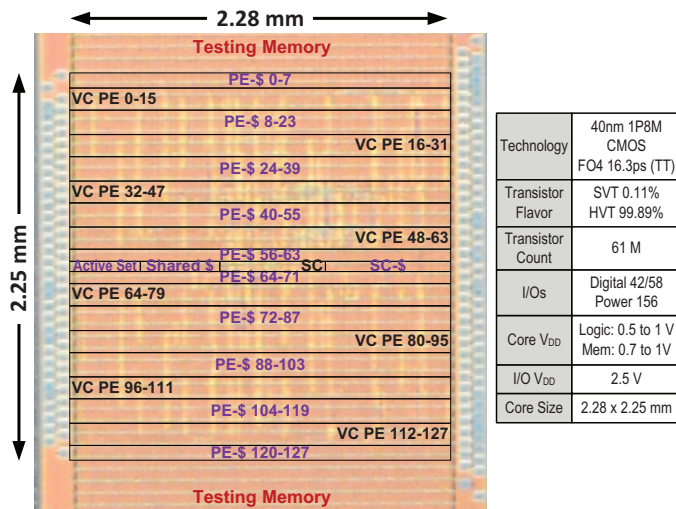 2.28 mm
Testing Memory
PE-$ 0-7
VC PE 0-15
PE-$ 8-23
VC PE 16-31
PE-$ 24-39
VC PE 32-47
PE-$ 40-55
VC PE 48-63
PE-$ 56-63
Active Set Shared $ SC SC-$
PE-$ 64-71
VC PE 64-79
PE-$ 72-87
VC PE 80-95
PE-$ 88-103
VC PE 96-111
PE-$ 104-119
VC PE 112-127
PE-$ 120-127
Testing Memory
2.25 mm
Technology
40nm 1P8M
CMOS
FO4 16.3ps (TT)
Transistor
Flavor
SVT 0.11%
HVT 99.89%
Transistor
Count
61 M
I/Os
Digital 42/58
Power 156
Core VDD
Logic: 0.5 to 1 V
Mem: 0.7 to 1V
I/O VDD
2.5 V
Core Size
2.28 x 2.25 mm